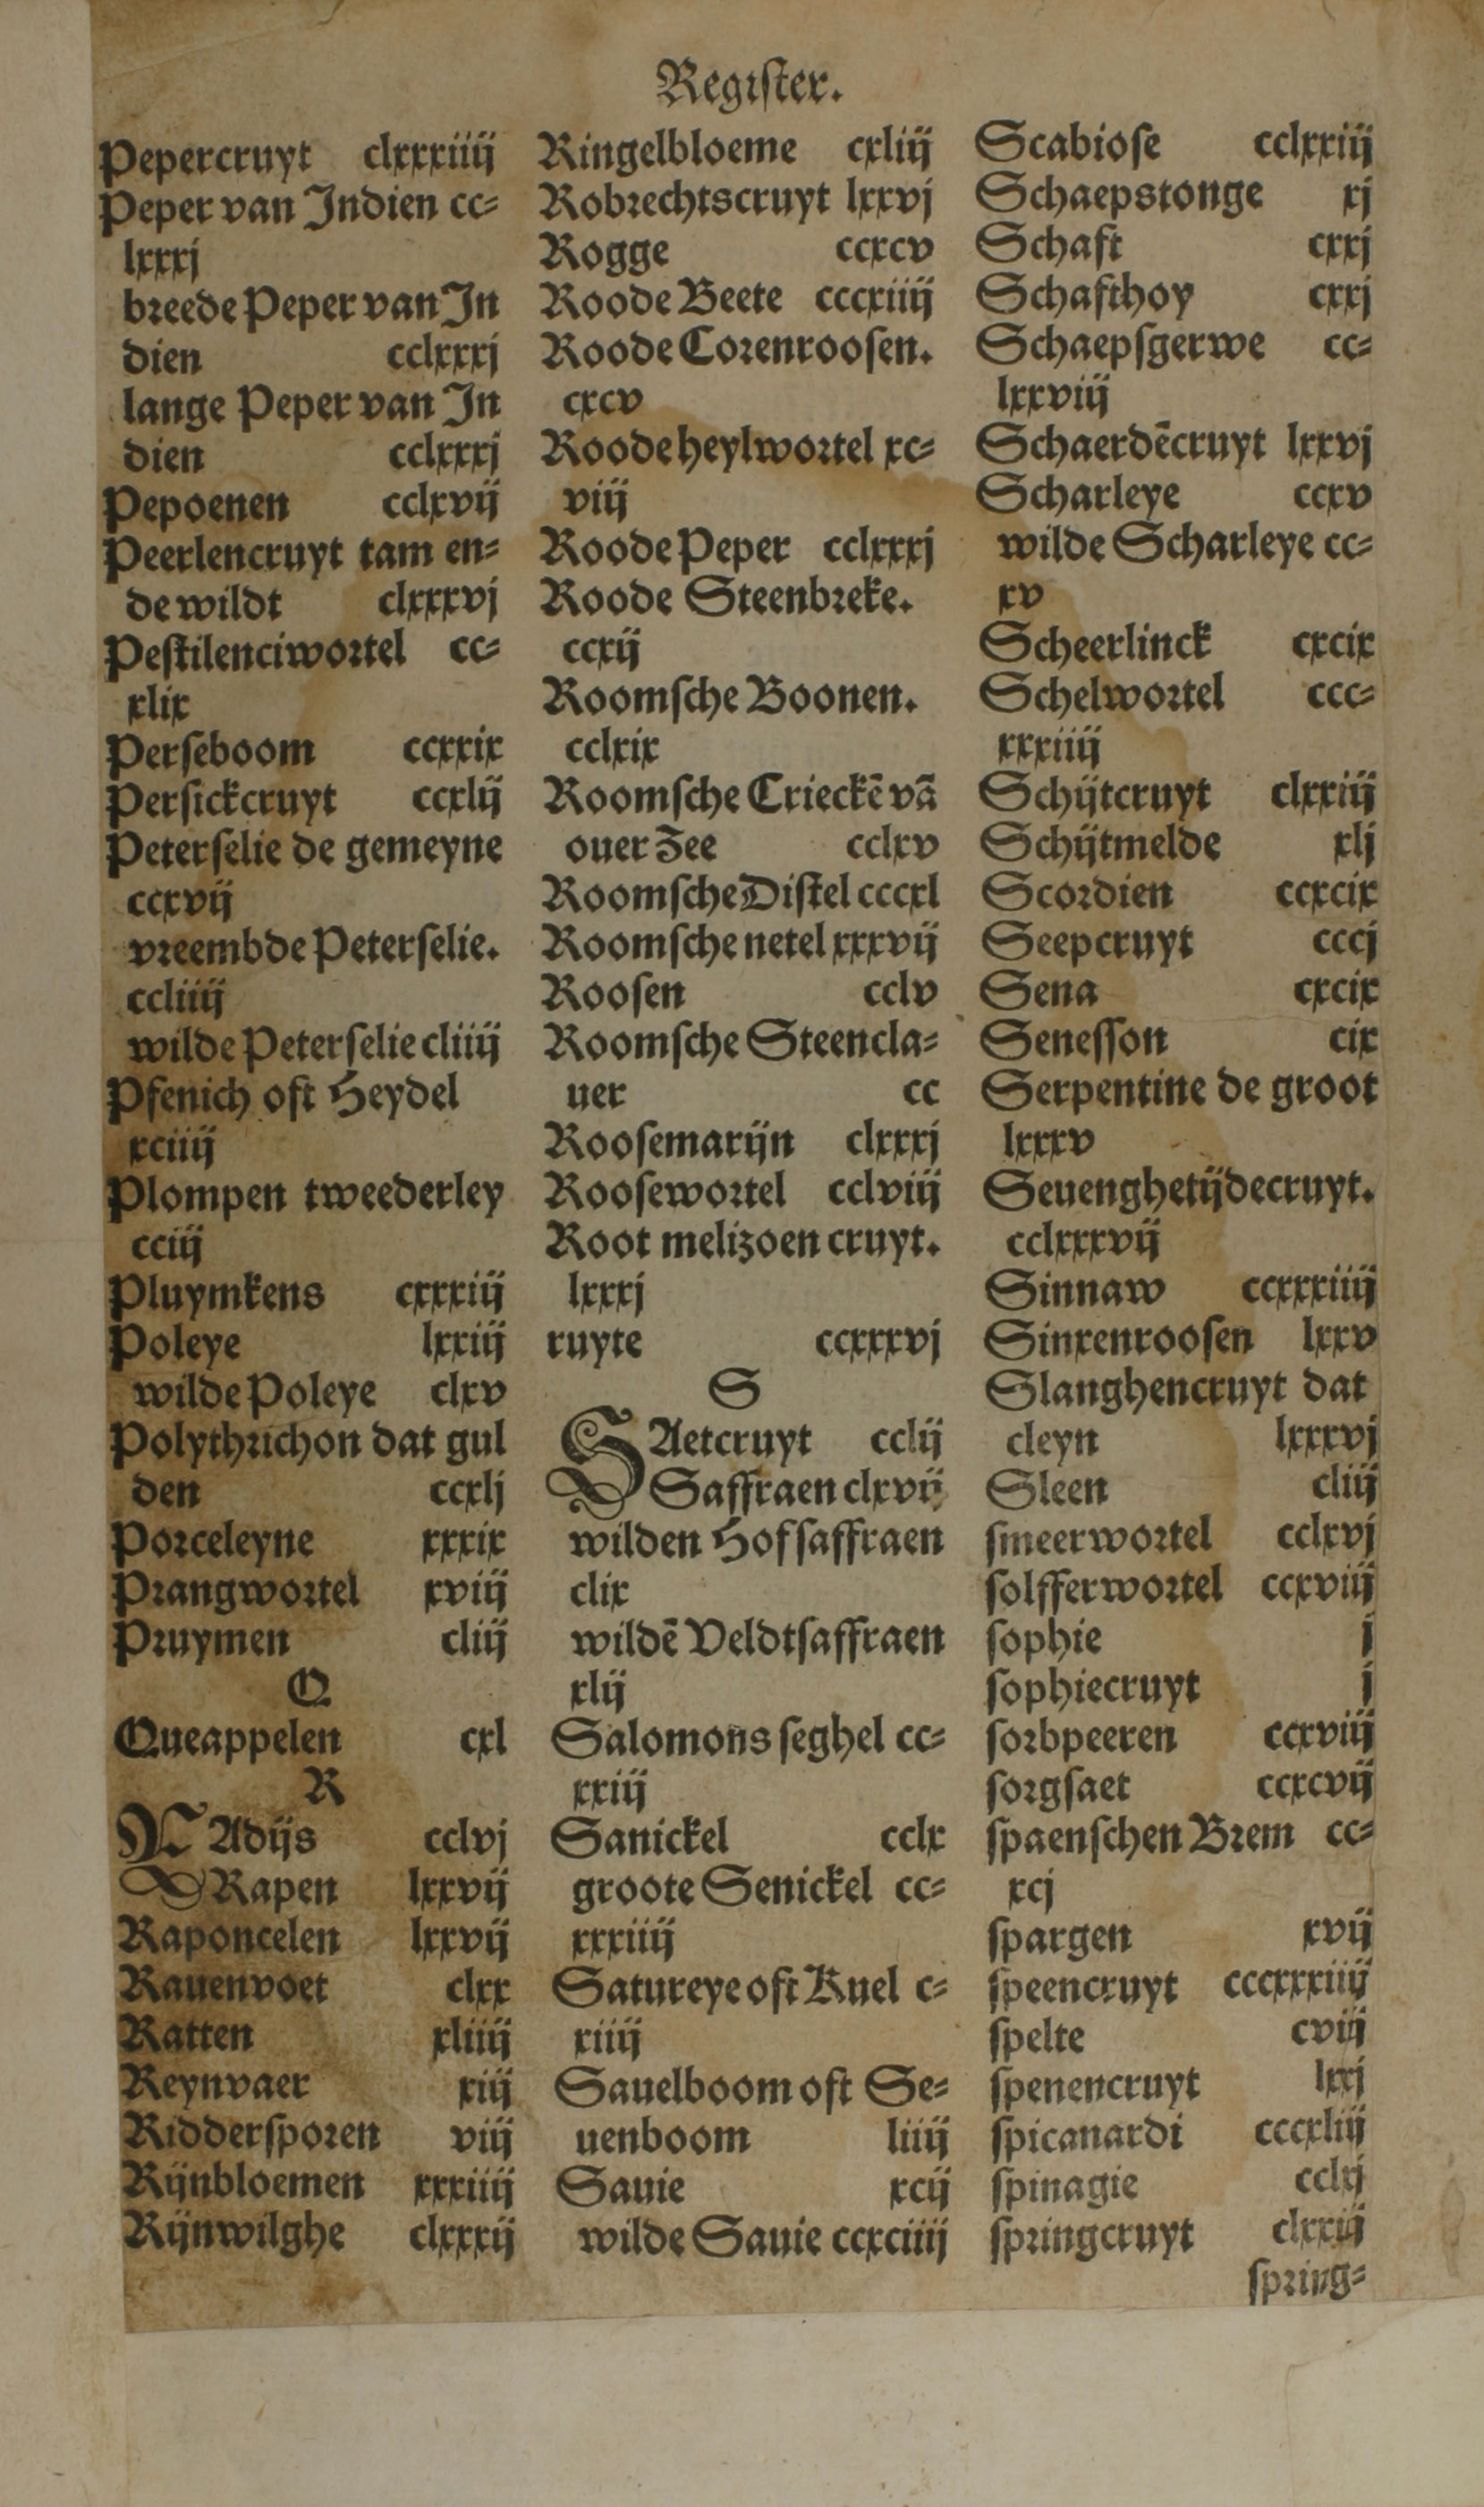 Register.
Pepercruyt clxxxiiij
Peper van Indien cc-
lxxxj
breede Peper van In
dien cclxxxj
lange Peper van In
dien cclxxxj
Pepoenen cclxvij
Peerlencruyt tam en-
de wildt clxxxvj
Pestilenciwortel cc-
xlix
Perseboom ccxxix
Persickcruyt ccxlij
Peterselie de gemeyne
ccxvij
vreembde Peterselie.
ccliiij
wilde Peterselie cliiij
Pfenich oft Heydel
xciiij
Plompen tweederley
cciij
Pluymkens cxxxiij
Poleye lxxiij
wilde Poleye clxv
Polythrichon dat gul
den ccxlj
Porceleyne xxxix
Prangwortel xviij
Pruymen cliij
Q
Queappelen cxl
R
RAdijs cclvj
Rapen lxxvij
Raponcelen lxxvij
Rauenvoet clxx
Ratten xliiij
Reynvaer xiij
Riddersporen viij
Rijnbloemen xxxiiij
Rijnwilghe clxxxij
Ringelbloeme cxliij
Robrechtscruyt lxxvj
Rogge ccxcv
Roode Beete cccxiiij
Roode Corenroosen.
cxcv
Roode heylwortel xc-
viij
Roode Peper cclxxxj
Roode Steenbreke.
ccxij
Roomsche Boonen.
cclxix
Roomsche Crieckē vā
ouer Zee cclxv
Roomsche Distel cccxl
Roomsche netel xxxvij
Roosen cclv
Roomsche Steencla-
uer cc
Roosemarijn clxxxj
Roosewortel cclviij
Root melizoen cruyt.
lxxxj
ruyte ccxxxvj
S
SAetcruyt cclij
Saffraen clxvij
wilden Hofsaffraen
clix
wildē Veldtsaffraen
xlij
Salomons seghel cc-
xxiij
Sanickel cclx
groote Senickel cc-
xxxiiij
Satureye oft Kuel c-
xiiij
Sauelboom oft Se-
uenboom liiij
Sauie xcij
wilde Sauie ccxciiij
Scabiose cclxxiij
Schaepstonge xj
Schaft cxxj
Schafthoy cxxj
Schaepsgerwe cc-
lxxviij
Schaerdēcruyt lxxvj
Scharleye ccxv
wilde Scharleye cc-
xv
Scheerlinck cxcix
Schelwortel ccc-
xxxiiij
Schijtcruyt clxxiij
Schijtmelde xlj
Scordien ccxcix
Seepcruyt cccj
Sena cxcix
Senesson cix
Serpentine de groot
lxxxv
Seuenghetijdecruyt.
cclxxxvij
Sinnaw ccxxxiiij
Sinxenroosen lxxv
Slanghencruyt dat
cleyn lxxxvj
Sleen cliij
smeerwortel cclxvj
solfferwortel ccxviij
sophie j
sophiecruyt j
sorbpeeren ccxviij
sorgsaet ccxcvij
spaenschen Brem cc-
xcj
spargen xvij
speencruyt cccxxxiiij
spelte cviij
spenencruyt lxxj
spicanardi cccxliij
spinagie cclxj
springcruyt clxxij
spring-